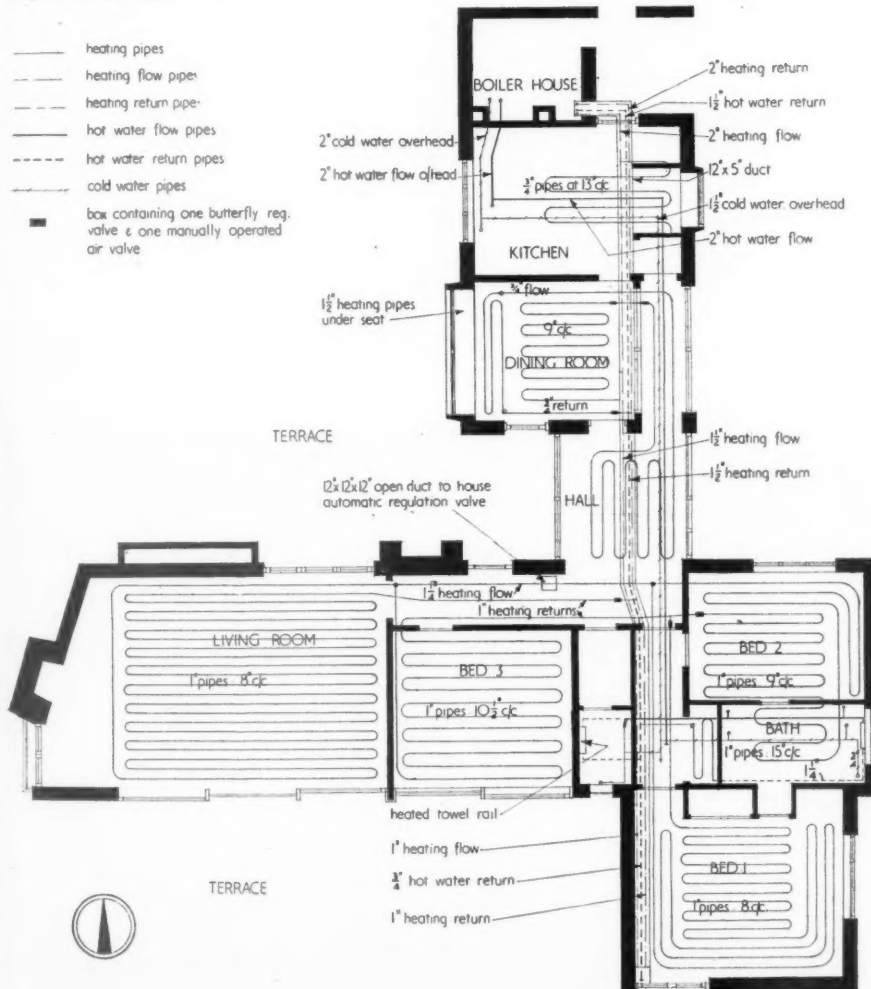 heating pipes
heating flow pipes
heating return pipes
hot water flow pipes
hot water return pipes
cold water pipes
box containing one butterfly reg.
valve & one manually operated
air valve
BOILER HOUSE
2" heating return
1½" hot water return
2" heating flow
12"x 5" duct
1½" cold water overhead
2" hot water flow
2" cold water overhead
2" hot water flow o/head
¾" pipes at 13" c/c
KITCHEN
1½" heating pipes
under seat
¾" flow
9" c/c
DINING ROOM
¾" return
TERRACE
1½" heating flow
1½" heating return
12"x 12"x 12" open duct to house
automatic regulation valve
HALL
1¼" heating flow
1" heating returns
LIVING ROOM
1" pipes 8" c/c
BED 3
1" pipes 10½" c/c
BED 2
1" pipes 9" c/c
BATH
1" pipes 15" c/c
1¼"
¾"
heated towel rail
1" heating flow
¾" hot water return
1" heating return
TERRACE
BED 1
1" pipes 8" c/c